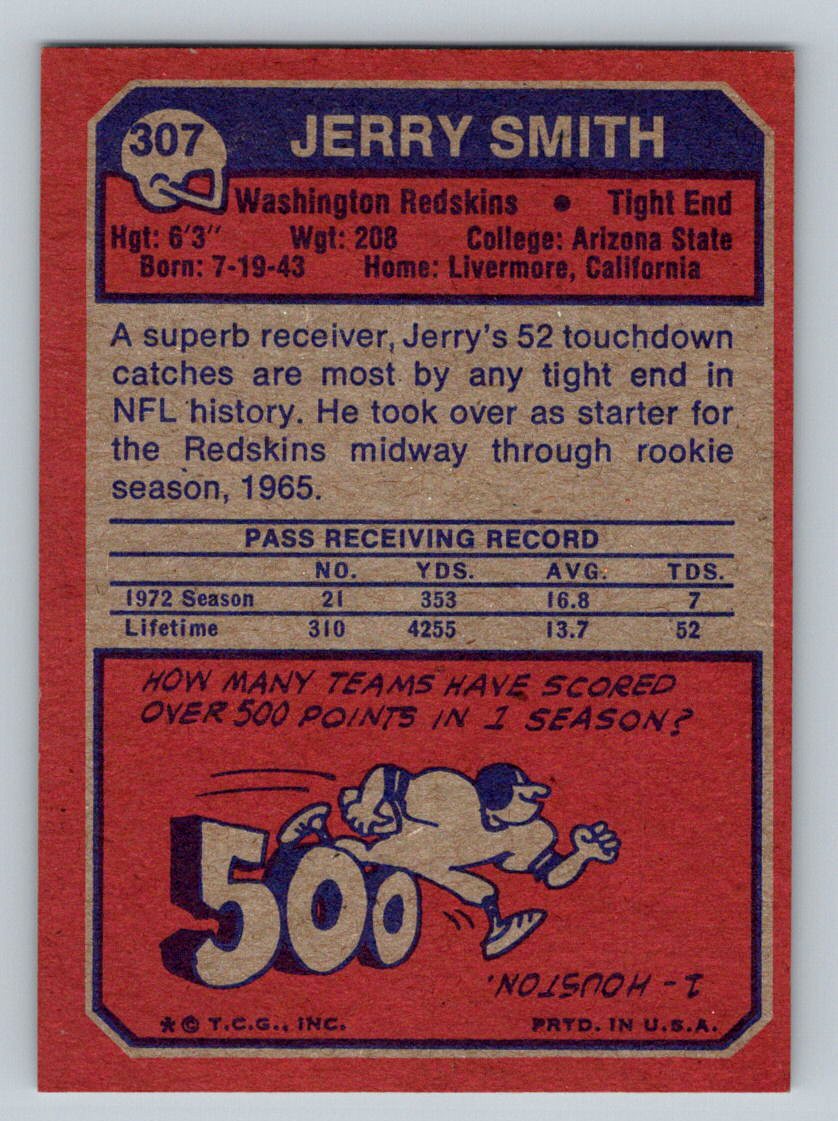 307
JERRY SMITH
Washington Redskins • Tight End
Hgt: 6'3" Wgt: 208 College: Arizona State
Born: 7-19-43 Home: Livermore, California
A superb receiver, Jerry's 52 touchdown
catches are most by any tight end in
NFL history. He took over as starter for
the Redskins midway through rookie
season, 1965.
PASS RECEIVING RECORD
NO. YDS. AVG. TDS.
1972 Season 21 353 16.8 7
Lifetime 310 4255 13.7 52
HOW MANY TEAMS HAVE SCORED
OVER 500 POINTS IN 1 SEASON?
500
1 - HOUSTON.
* © T.C.G., INC. PRTD. IN U.S.A.